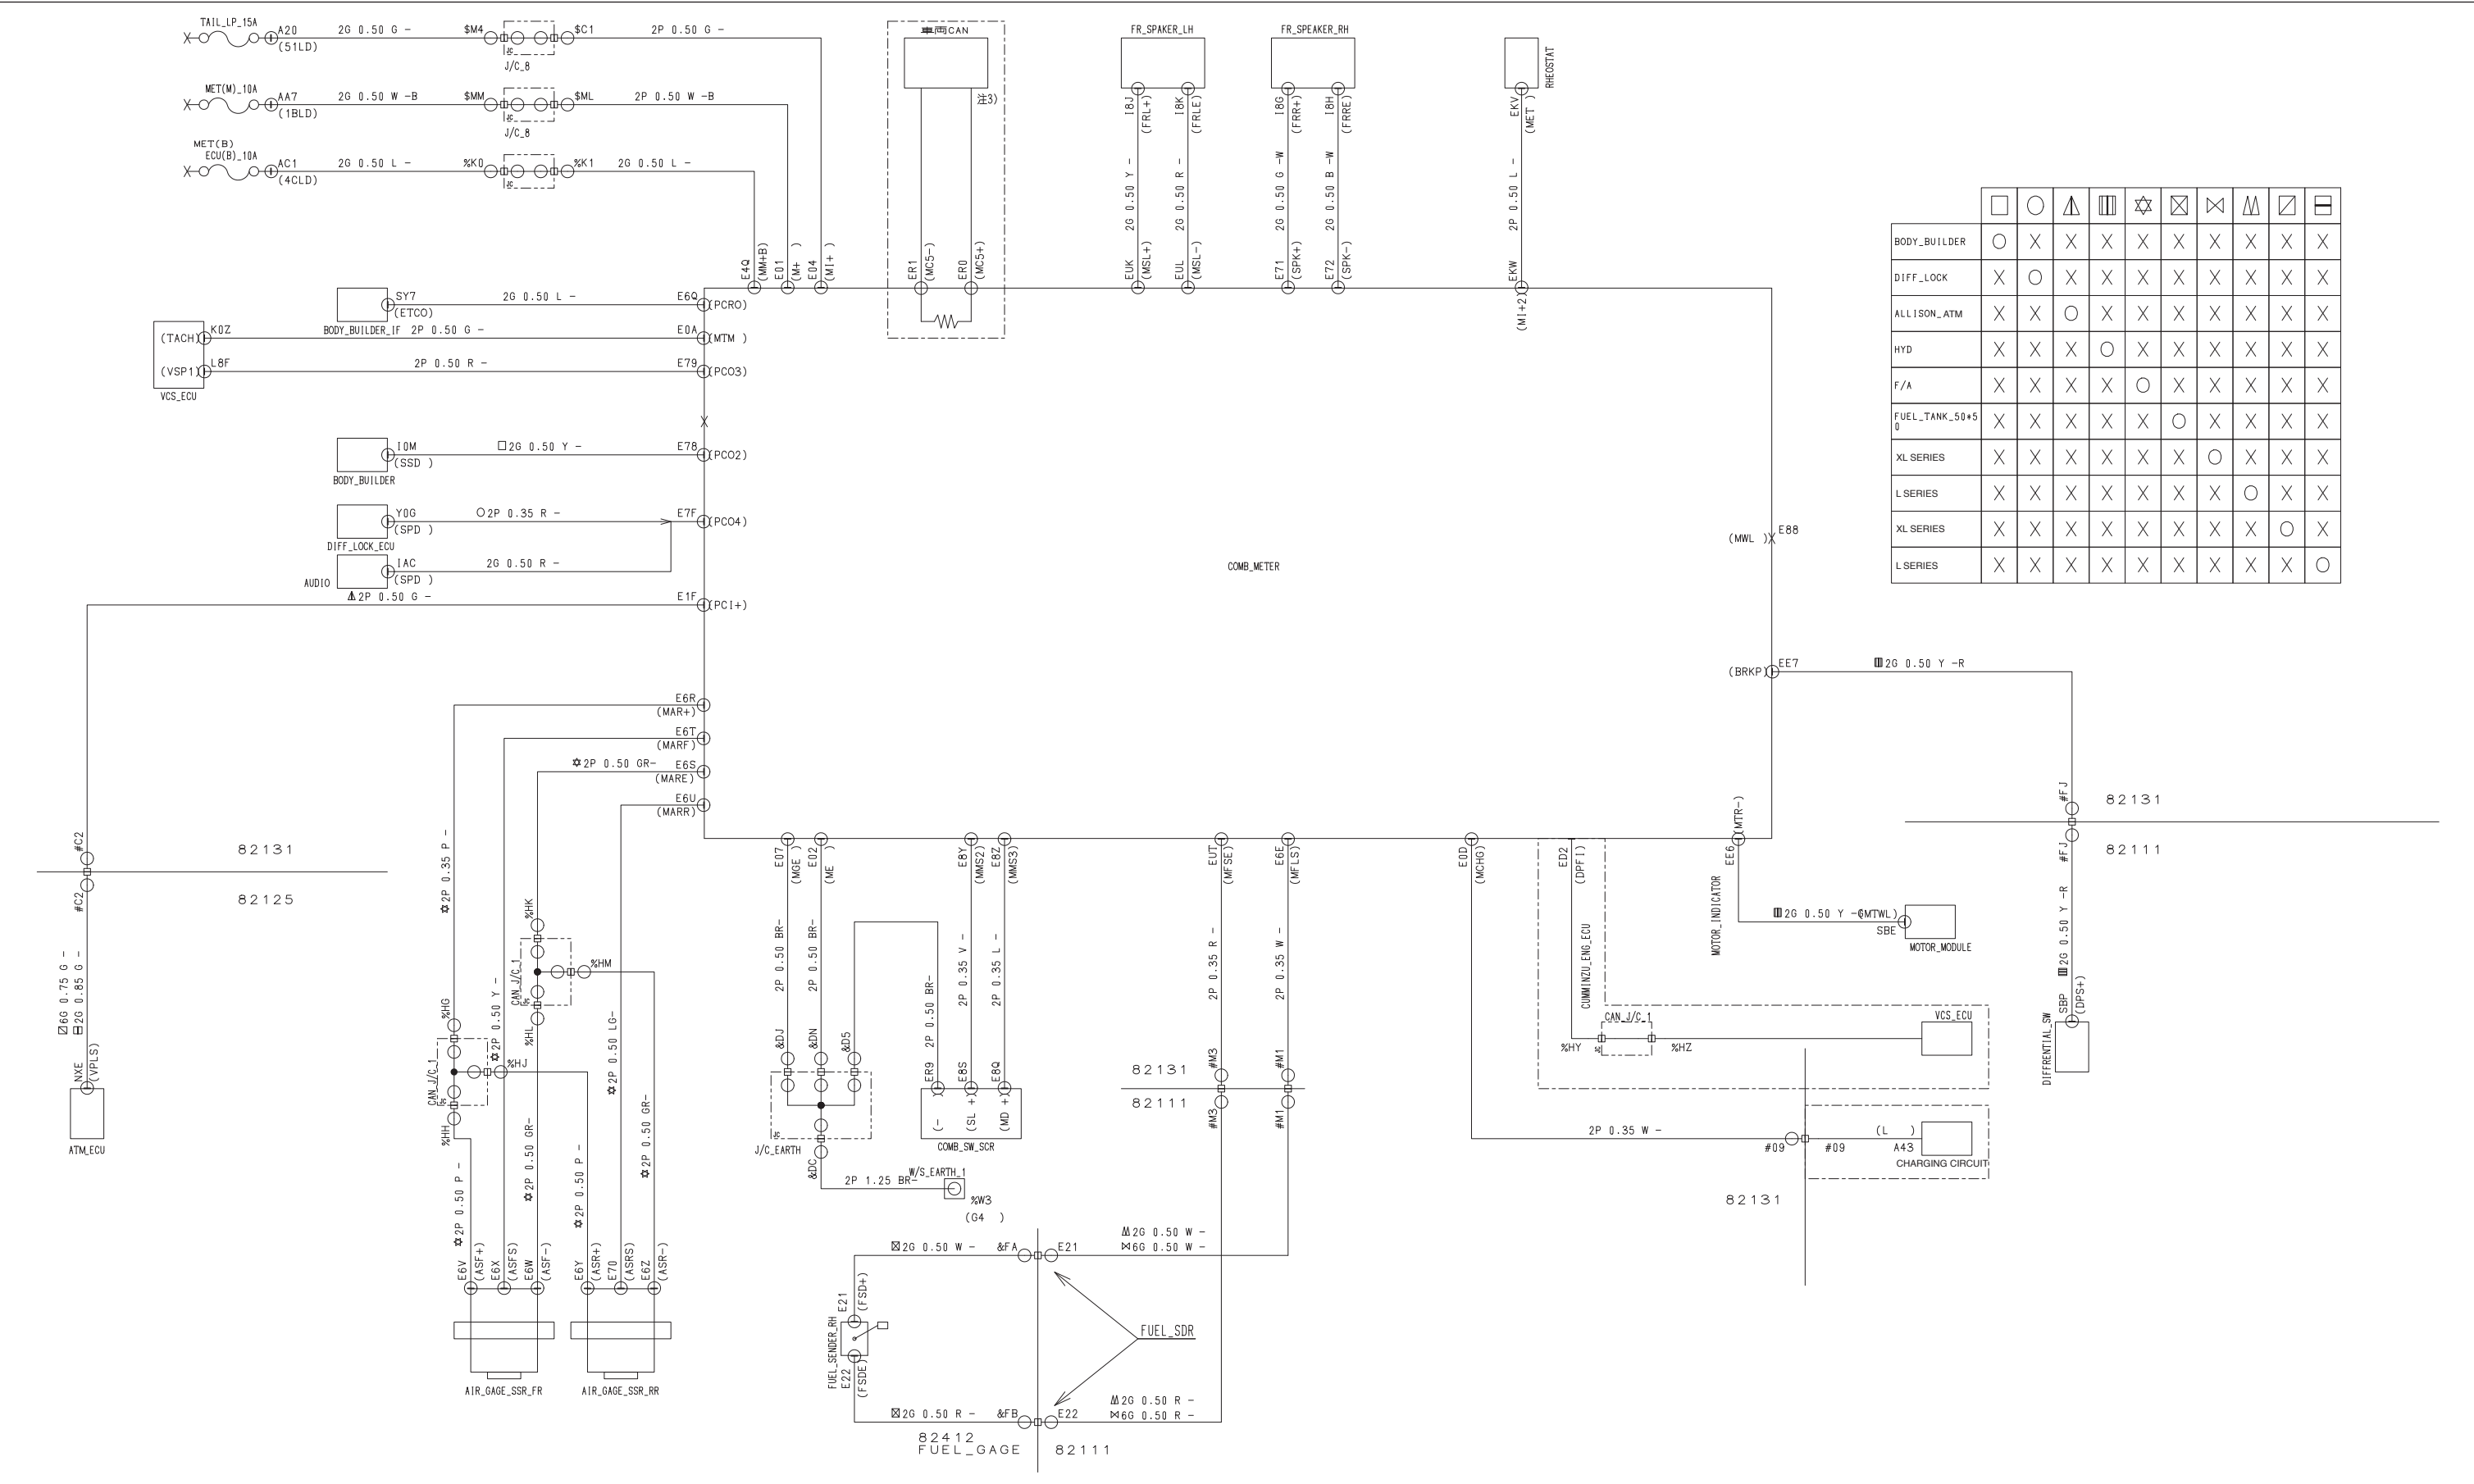 TAIL_LP_15A
A20
(51LD)
2G 0.50 G -
$M4
JC
J/C_8
$C1
2P 0.50 G -
MET(M)_10A
AA7
(1BLD)
2G 0.50 W -B
$MM
JC
J/C_8
$ML
2P 0.50 W -B
MET(B)
ECU(B)_10A
AC1
(4CLD)
2G 0.50 L -
%K0
JC
%K1
2G 0.50 L -
CAN
注3)
FR_SPAKER_LH
I8J
(FRL+)
I8K
(FRLE)
2G 0.50 Y -
2G 0.50 R -
FR_SPEAKER_RH
I8G
(FRR+)
I8H
(FRRE)
2G 0.50 G -W
2G 0.50 B -W
RHEOSTAT
EKV
(MET )
2P 0.50 L -
E4Q
(MM+B)
E01
(M+ )
E04
(MI+ )
ER1
(MC5-)
ER0
(MC5+)
EUK
(MSL+)
EUL
(MSL-)
E71
(SPK+)
E72
(SPK-)
EKW
(MI+2)
BODY_BUILDER O X X X X X X X X X
DIFF_LOCK X O X X X X X X X X
ALLISON_ATM X X O X X X X X X X
HYD X X X O X X X X X X
F/A X X X X O X X X X X
FUEL_TANK_50*5
0 X X X X X O X X X X
XL SERIES X X X X X X O X X X
L SERIES X X X X X X X O X X
XL SERIES X X X X X X X X O X
L SERIES X X X X X X X X X O
SY7
(ETCO)
2G 0.50 L -
E6Q
(PCRO)
BODY_BUILDER_IF
(TACH)
K0Z
2P 0.50 G -
E0A
(MTM )
(VSP1)
L8F
2P 0.50 R -
E79
(PCO3)
VCS_ECU
I0M
(SSD )
□2G 0.50 Y -
E78
(PCO2)
BODY_BUILDER
Y0G
(SPD )
○2P 0.35 R -
E7F
(PCO4)
DIFF_LOCK_ECU
IAC
(SPD )
2G 0.50 R -
AUDIO
2P 0.50 G -
E1F
(PCI+)
COMB_METER
(MWL )
E88
(BRKP)
EE7
2G 0.50 Y -R
E6R
(MAR+)
E6T
(MARF)
✡2P 0.50 GR-
E6S
(MARE)
E6U
(MARR)
#C2
82131
82125
#C2
6G 0.75 G -
2G 0.85 G -
NXE
(VPLS)
ATM_ECU
✡2P 0.35 P -
%HG
CAN_J/C_1
JC
%HH
%HJ
✡2P 0.50 Y -
%HK
CAN_J/C_1
JC
%HM
%HL
✡2P 0.50 LG-
✡2P 0.50 GR-
✡2P 0.50 P -
✡2P 0.50 GR-
✡2P 0.50 P -
E6V
(ASF+)
E6X
(ASFS)
E6W
(ASF-)
E6Y
(ASR+)
E70
(ASRS)
E6Z
(ASR-)
AIR_GAGE_SSR_FR
AIR_GAGE_SSR_RR
E07
(MGE )
E02
(ME )
E8Y
(MMS2)
E8Z
(MMS3)
EUT
(MFSE)
E6E
(MFLS)
E0D
(MCHG)
ED2
(DPFI)
EE6
(MTR-)
2P 0.50 BR-
2P 0.50 BR-
2P 0.50 BR-
2P 0.35 V -
2P 0.35 L -
2P 0.35 R -
2P 0.35 W -
&DJ
&DN
&D5
JC
J/C_EARTH
&DC
2P 1.25 BR-
W/S_EARTH_1
%W3
(G4 )
ER9
E8S
E8Q
(- )
(SL +)
(MD +)
COMB_SW_SCR
#M3
#M1
82131
82111
#M3
#M1
CUMMINZU_ENG_ECU
CAN_J/C_1
JC
%HY
%HZ
VCS_ECU
MOTOR_INDICATOR
2G 0.50 Y -G
(MTWL)
SBE
MOTOR_MODULE
#FJ
82131
82111
#FJ
2G 0.50 Y -R
SBP
(DPS+)
DIFFRENTIAL_SW
2P 0.35 W -
#09
#09
(L )
A43
CHARGING CIRCUIT
82131
2G 0.50 W -
&FA
E21
2G 0.50 W -
6G 0.50 W -
E21
(FSD+)
FUEL_SENDER_RH
E22
(FSDE)
FUEL_SDR
2G 0.50 R -
&FB
E22
2G 0.50 R -
6G 0.50 R -
82412
FUEL_GAGE
82111